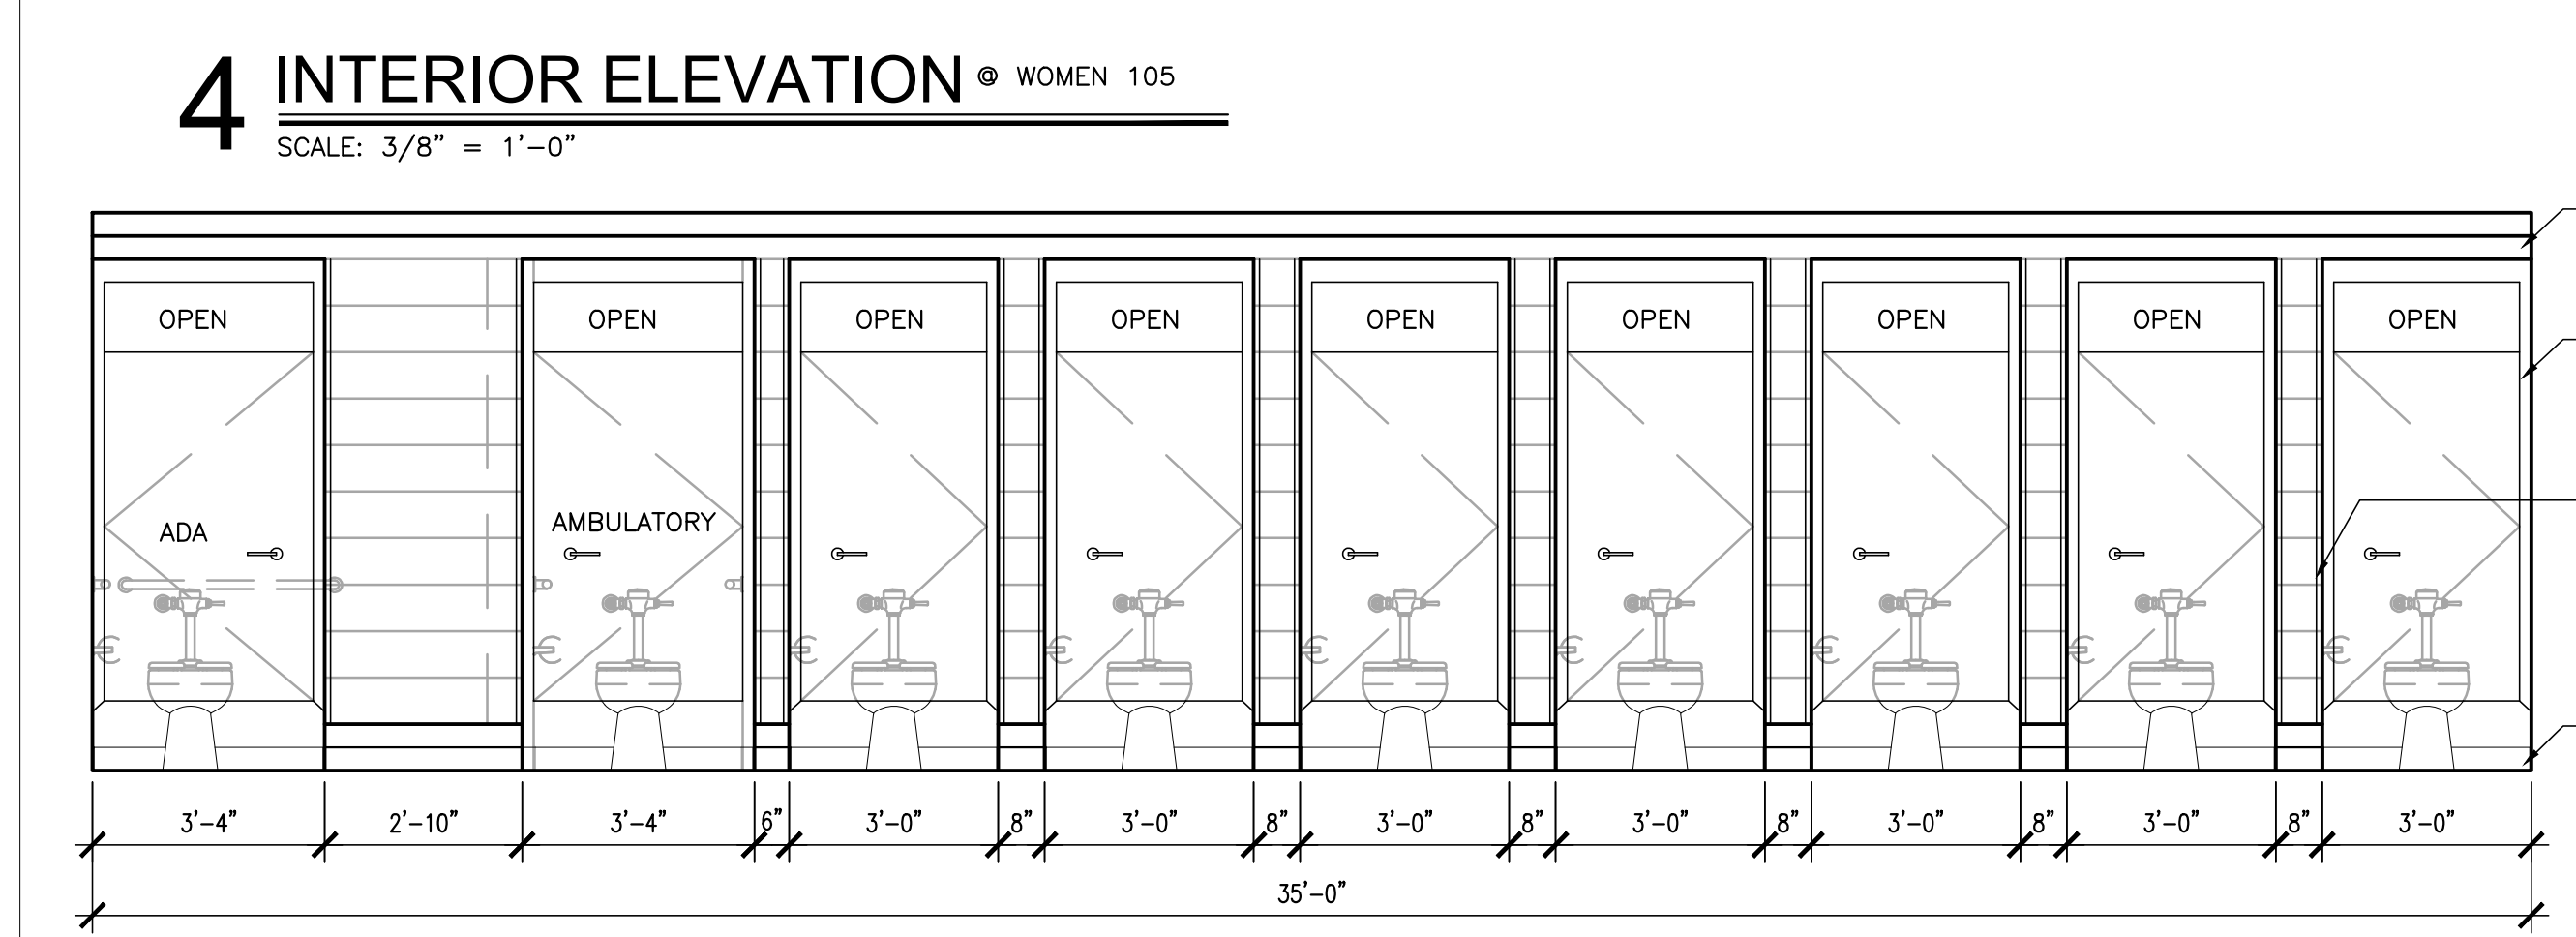 4 INTERIOR ELEVATION @ WOMEN 105
SCALE: 3/8” = 1’-0”
OPEN OPEN OPEN OPEN OPEN OPEN OPEN OPEN OPEN
ADA AMBULATORY
3’-4” 2’-10” 3’-4” 6” 3’-0” 8” 3’-0” 8” 3’-0” 8” 3’-0” 8” 3’-0” 8” 3’-0” 8” 3’-0”
35’-0”